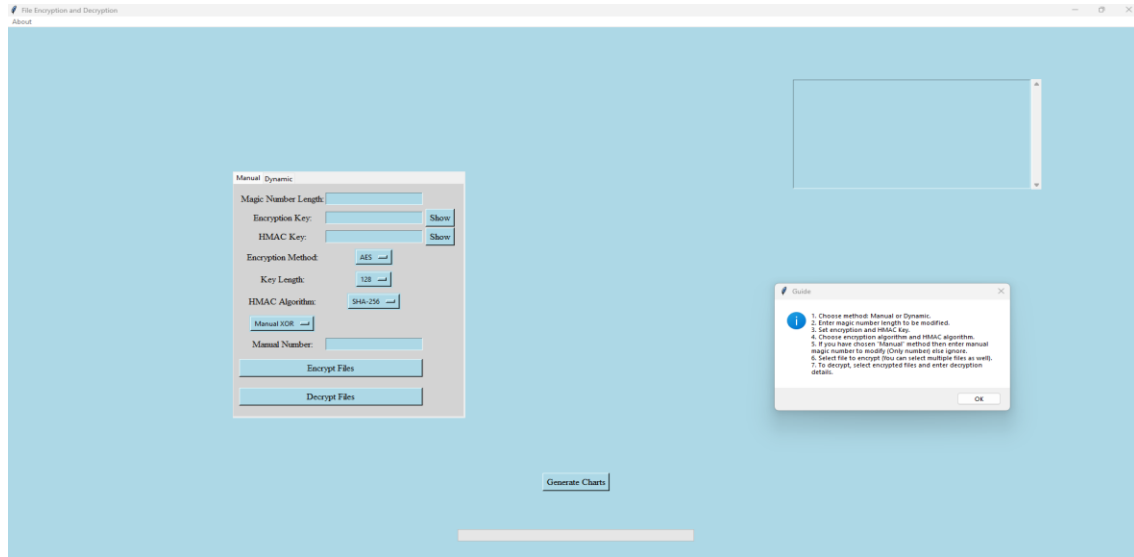 File Encryption and Decryption
About
Manual Dynamic
Magic Number Length:
Encryption Key:
Show
HMAC Key:
Show
Encryption Method:
AES
Key Length:
128
HMAC Algorithm:
SHA-256
Manual XOR
Manual Number:
Encrypt Files
Decrypt Files
Guide
1. Choose method: Manual or Dynamic.
2. Enter magic number length to be modified.
3. Set encryption and HMAC Key.
4. Choose encryption algorithm and HMAC algorithm.
5. If you have chosen "Manual" method then enter manual
magic number to modify (Only number) else ignore.
6. Select file to encrypt (You can select multiple files as well).
7. To decrypt, select encrypted files and enter decryption
details.
OK
Generate Charts